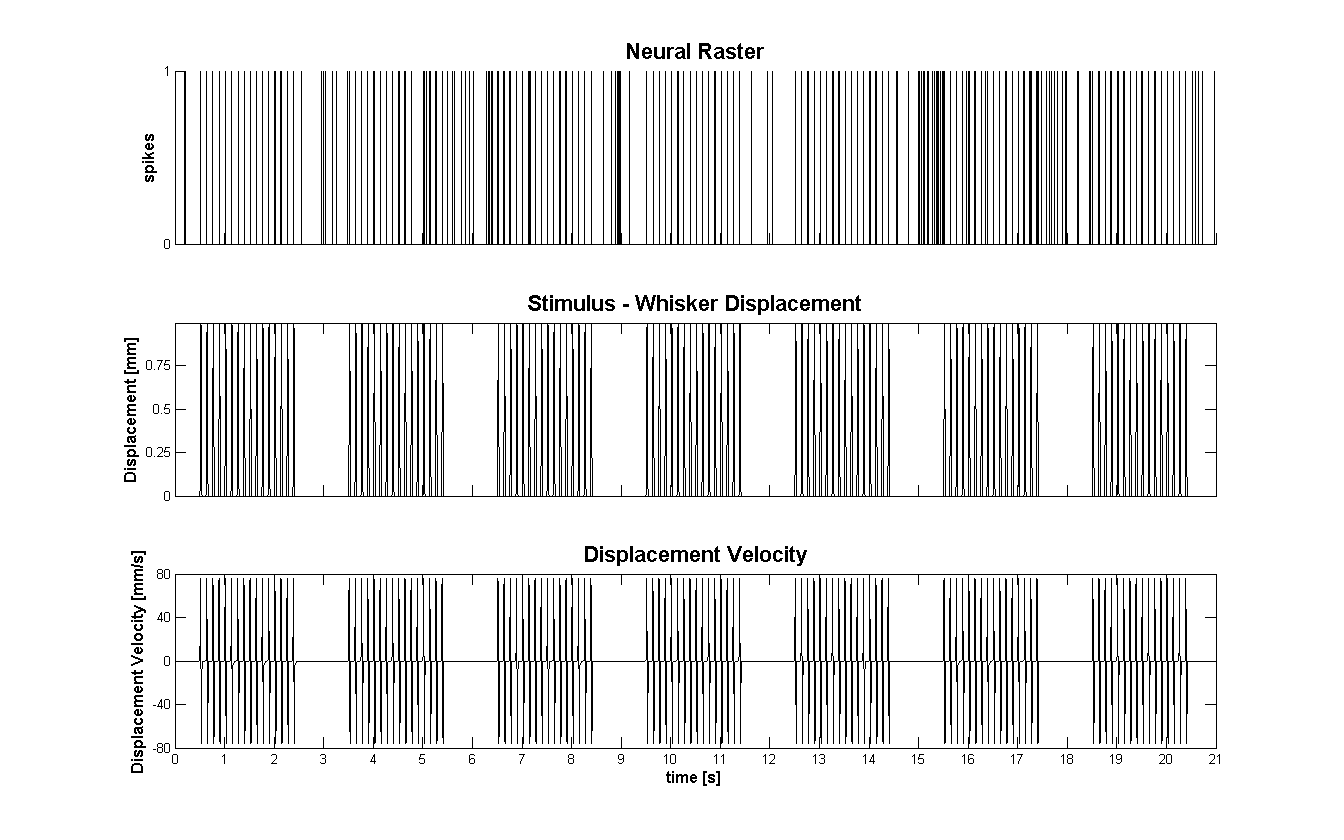 Neural Raster
1
0
spikes
Stimulus - Whisker Displacement
0.75
0.5
0.25
0
Displacement [mm]
Displacement Velocity
80
40
0
-40
-80
Displacement Velocity [mm/s]
0 1 2 3 4 5 6 7 8 9 10 11 12 13 14 15 16 17 18 19 20 21
time [s]